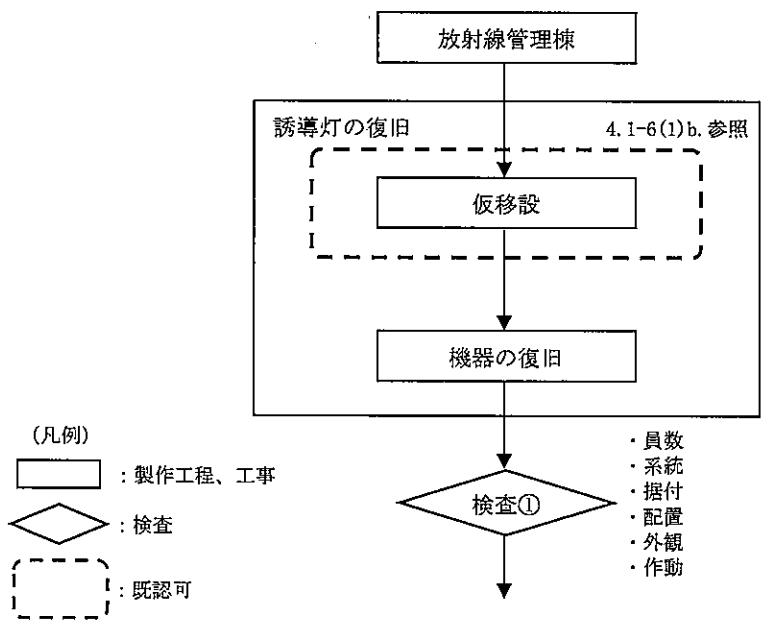 放射線管理棟
誘導灯の復旧
4.1-6(1)b.参照
仮移設
機器の復旧
検査①
・員数
・系統
・据付
・配置
・外観
・作動
(凡例)
：製作工程、工事
：検査
：既認可